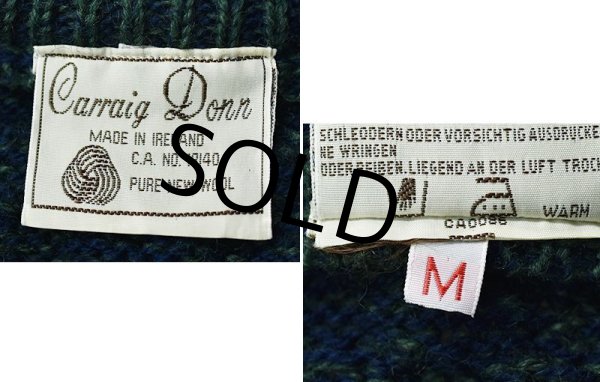 Carraig Donn
MADE IN IRELAND
C.A. NO.
PURE NEW WOOL
SOLD
SCHLEODERN ODER VORSICHTIG AUSDRUCKE
NE WRINGEN
ODER REIBEN. LIEGEND AN DER LUFT TROCK
WARM
M